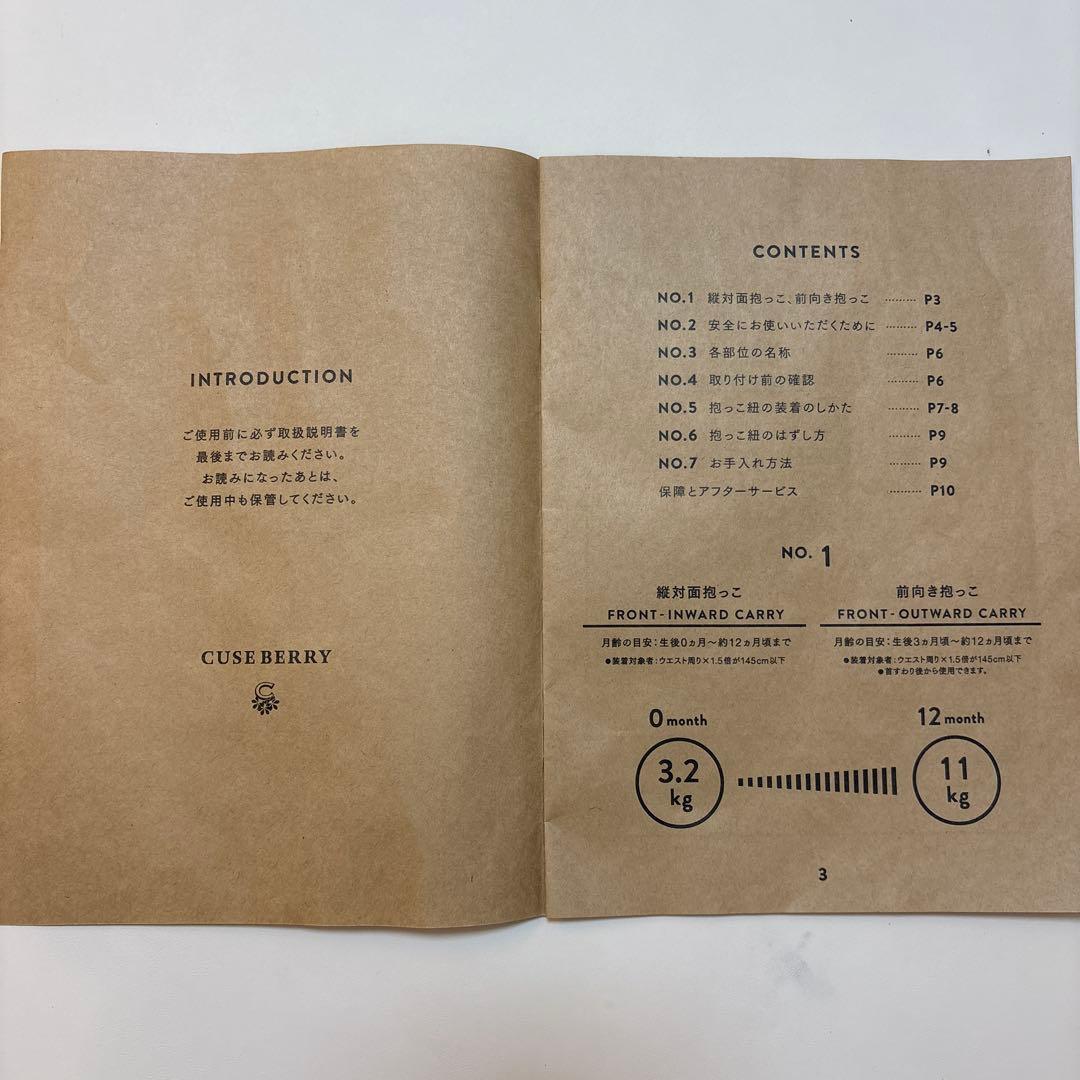 INTRODUCTION
ご使用前に必ず取扱説明書を
最後までお読みください。
お読みになったあとは、
ご使用中も保管してください。
CUSE BERRY
C
CONTENTS
NO.1 縦対面抱っこ、前向き抱っこ ……… P3
NO.2 安全にお使いいただくために ……… P4-5
NO.3 各部位の名称 ……… P6
NO.4 取り付け前の確認 ……… P6
NO.5 抱っこ紐の装着のしかた ……… P7-8
NO.6 抱っこ紐のはずし方 ……… P9
NO.7 お手入れ方法 ……… P9
保障とアフターサービス ……… P10
NO. 1
縦対面抱っこ
FRONT-INWARD CARRY
月齢の目安：生後0ヵ月〜約12ヵ月頃まで
●装着対象者：ウエスト周り×1.5倍が145cm以下
前向き抱っこ
FRONT-OUTWARD CARRY
月齢の目安：生後3ヵ月頃〜約12ヵ月頃まで
●装着対象者：ウエスト周り×1.5倍が145cm以下
●首すわり後から使用できます。
0 month
3.2
kg
12 month
11
kg
3